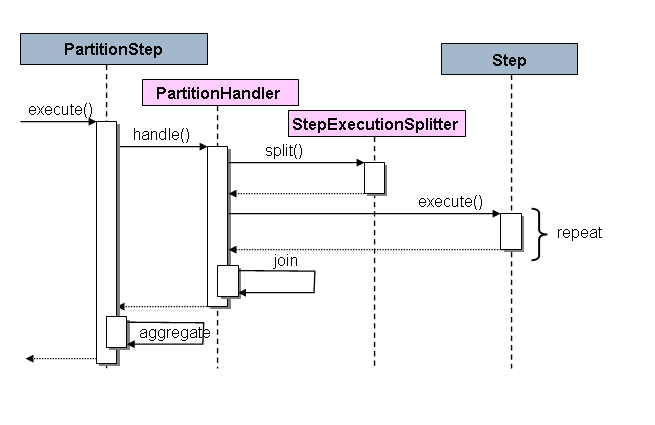 PartitionStep
Step
PartitionHandler
StepExecutionSplitter
execute()
handle()
split()
execute()
repeat
join
aggregate